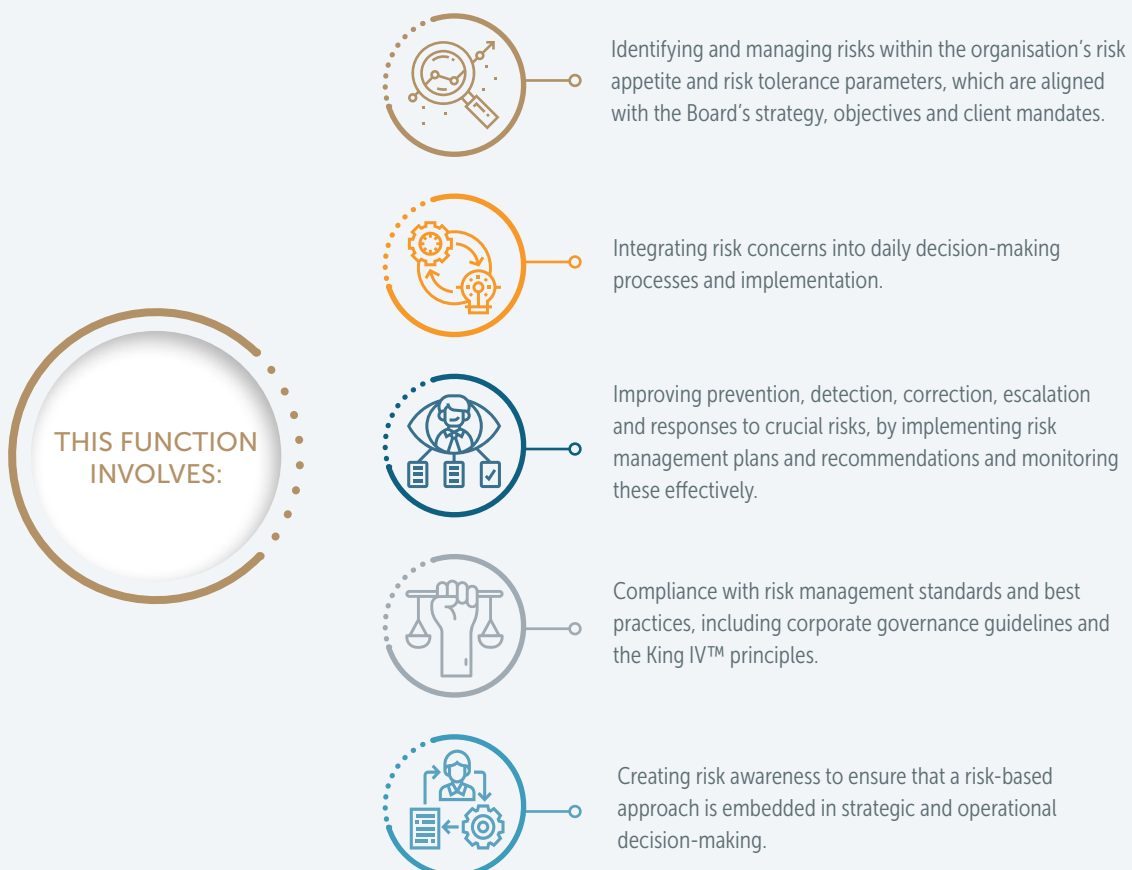 THIS FUNCTION
INVOLVES:
Identifying and managing risks within the organisation’s risk
appetite and risk tolerance parameters, which are aligned
with the Board’s strategy, objectives and client mandates.
Integrating risk concerns into daily decision-making
processes and implementation.
Improving prevention, detection, correction, escalation
and responses to crucial risks, by implementing risk
management plans and recommendations and monitoring
these effectively.
Compliance with risk management standards and best
practices, including corporate governance guidelines and
the King IV™ principles.
Creating risk awareness to ensure that a risk-based
approach is embedded in strategic and operational
decision-making.